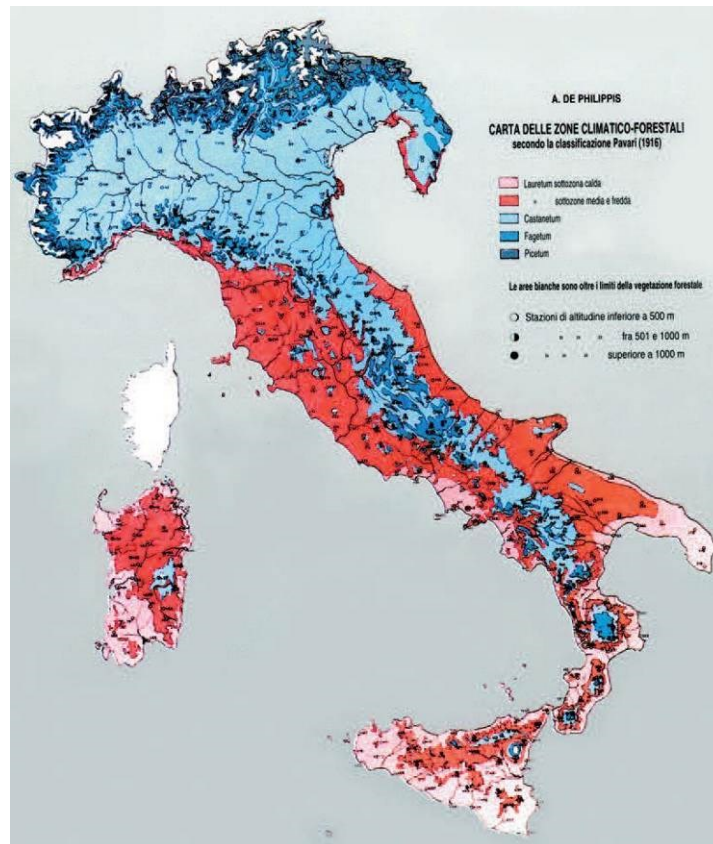 A. DE PHILIPPIS
CARTA DELLE ZONE CLIMATICO-FORESTALI
secondo la classificazione Pavari (1916)
Lauretum sottozona calda
» sottozone media e fredda
Castanetum
Fagetum
Picetum
Le aree bianche sono oltre i limiti della vegetazione forestale
Stazioni di altitudine inferiore a 500 m
» » » fra 501 e 1000 m
» » » superiore a 1000 m